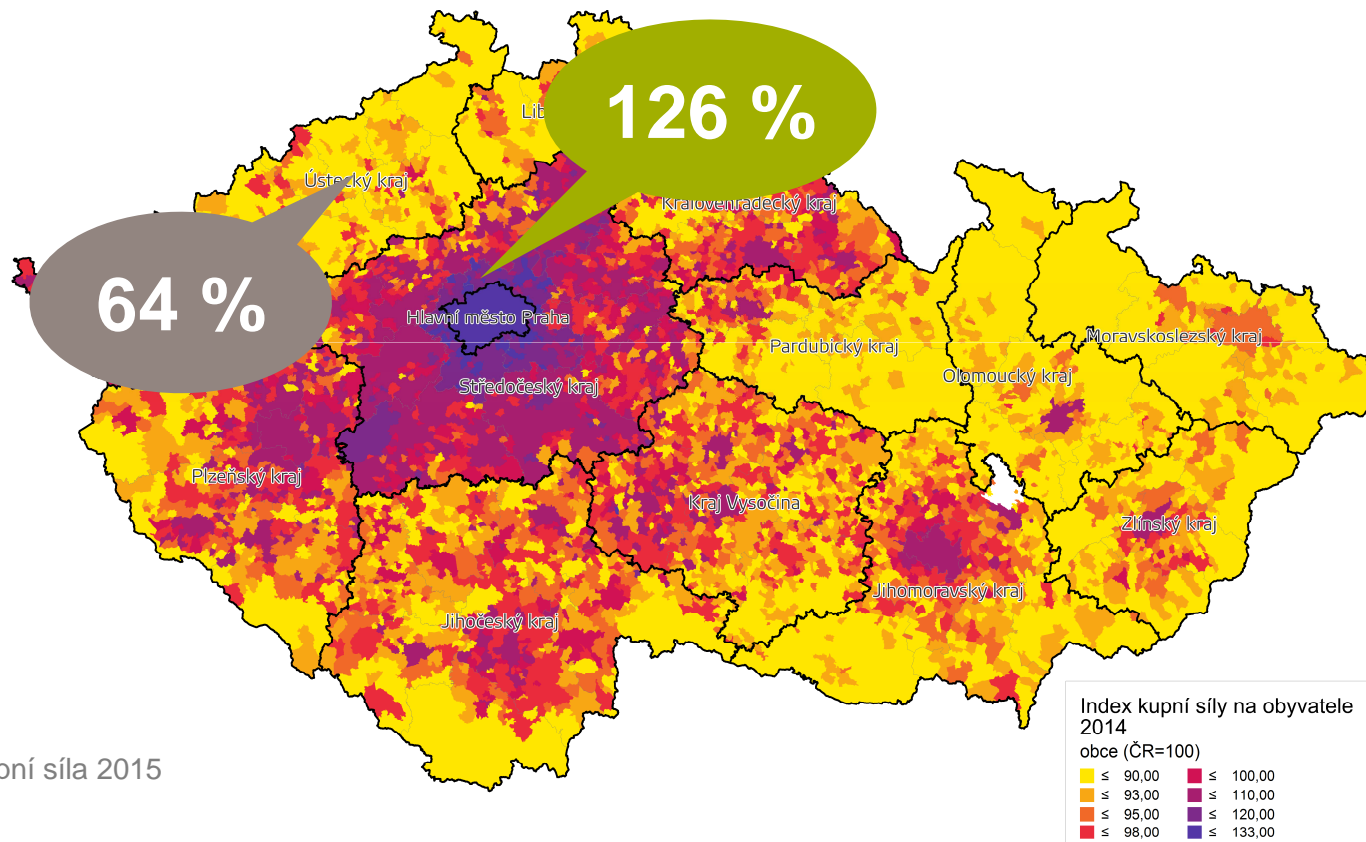 126 %
Ústecký kraj
Královéhradecký kraj
64 %
Hlavní město Praha
Moravskoslezský kraj
Pardubický kraj
Olomoucký kraj
Středočeský kraj
Plzeňský kraj
Kraj Vysočina
Zlínský kraj
Jihomoravský kraj
Jihočeský kraj
Index kupní síly na obyvatele
2014
obce (ČR=100)
síla 2015
≤ 90,00 ≤ 100,00
≤ 93,00 ≤ 110,00
≤ 95,00 ≤ 120,00
≤ 98,00 ≤ 133,00